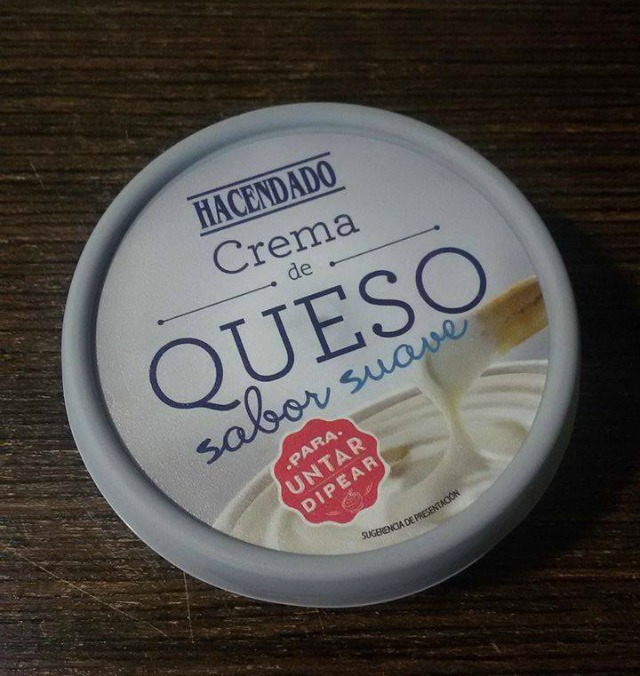 HACENDADO
Crema
de
QUESO
sabor suave
PARA
UNTAR
DIPEAR
SUGERENCIA DE PRESENTACIÓN